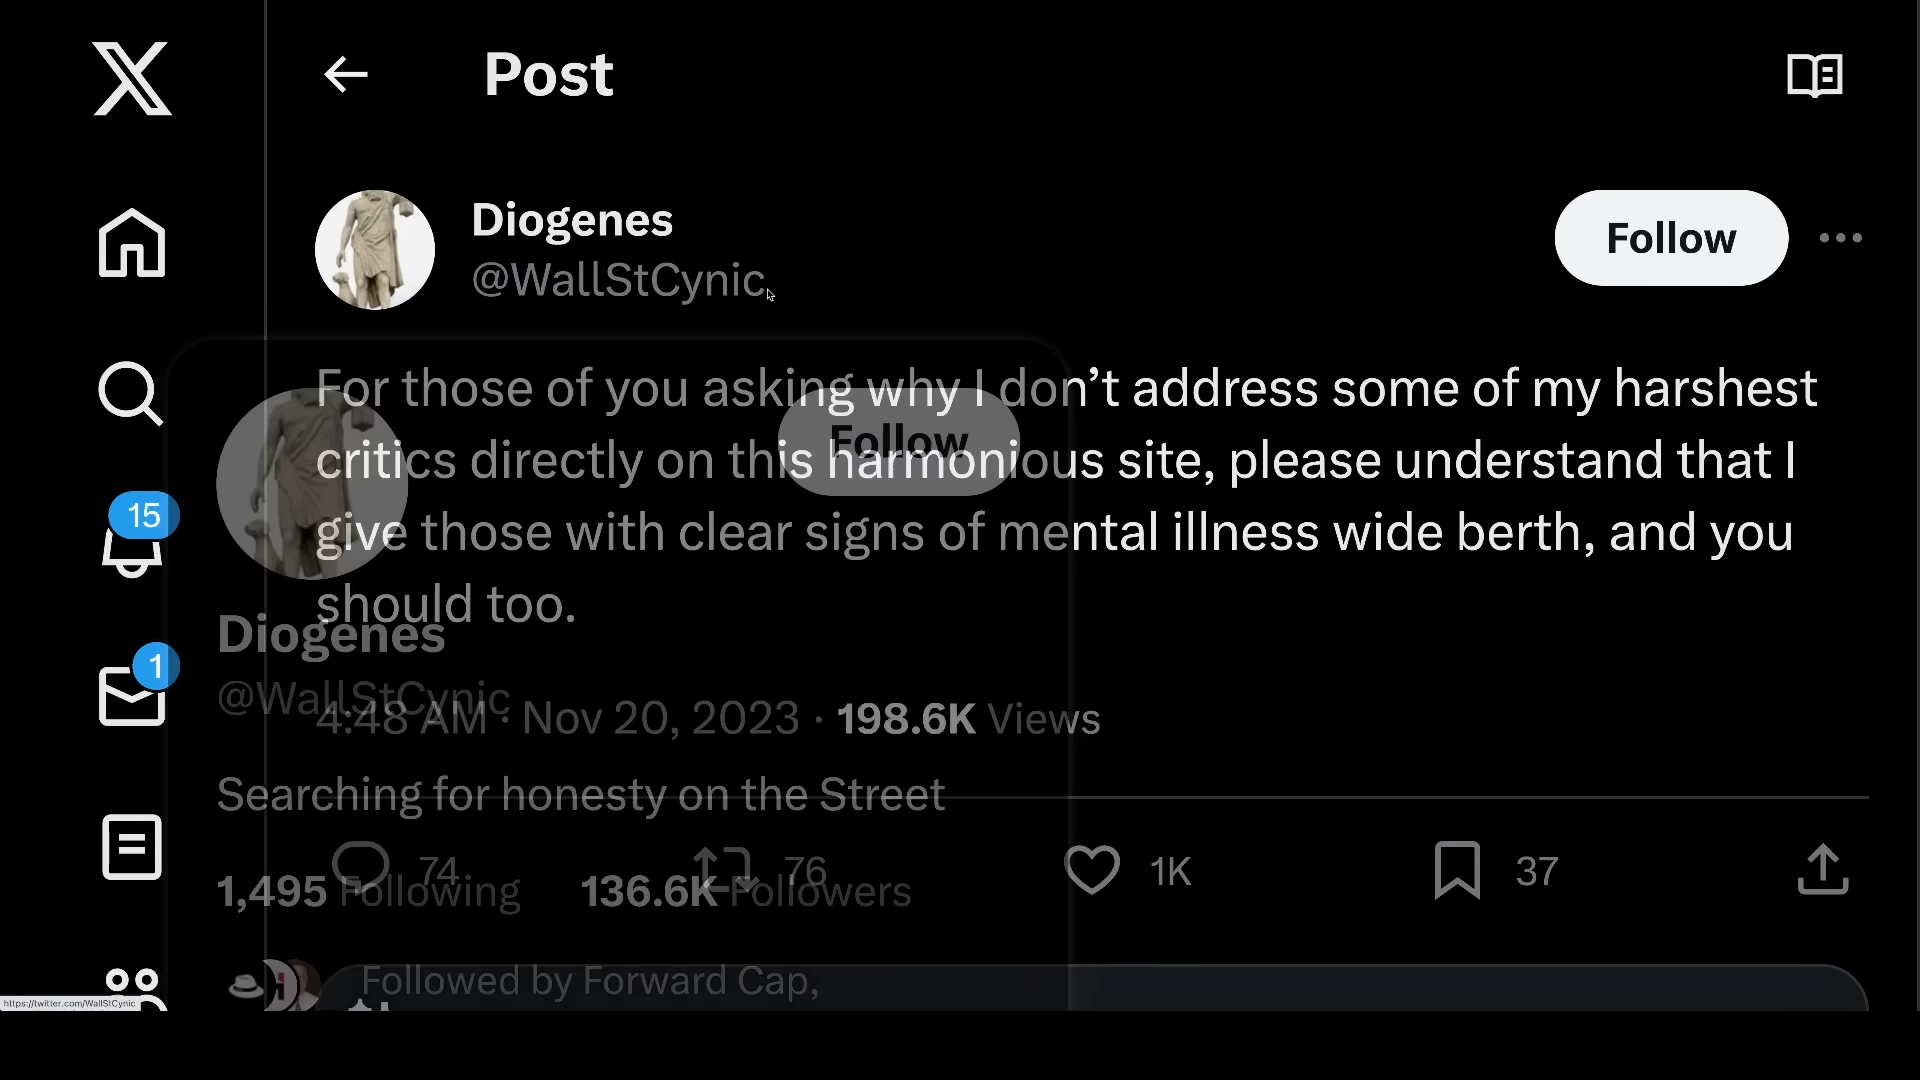 Post
Diogenes
@WallStCynic
Follow
For those of you asking why I don’t address some of my harshest
critics directly on this harmonious site, please understand that I
give those with clear signs of mental illness wide berth, and you
should too.
4:48 AM · Nov 20, 2023 · 198.6K Views
74
76
1K
37
15
1
Follow
Diogenes
@WallStCynic
Searching for honesty on the Street
1,495 Following 136.6K Followers
Followed by Forward Cap,
https://twitter.com/WallStCynic